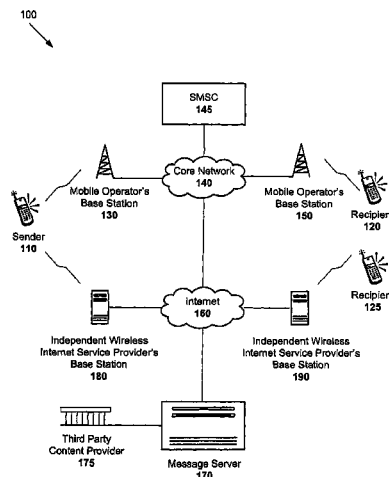 100
SMSC
145
Core Network
140
Mobile Operator's
Base Station
130
Mobile Operator's
Base Station
150
Recipier
120
Sender
110
Recipier
125
Internet
160
Independent Wireless
Internet Service Provider's
Base Station
180
Independent Wireless
Internet Service Provider's
Base Station
190
Third Party
Content Provider
175
Message Server
170